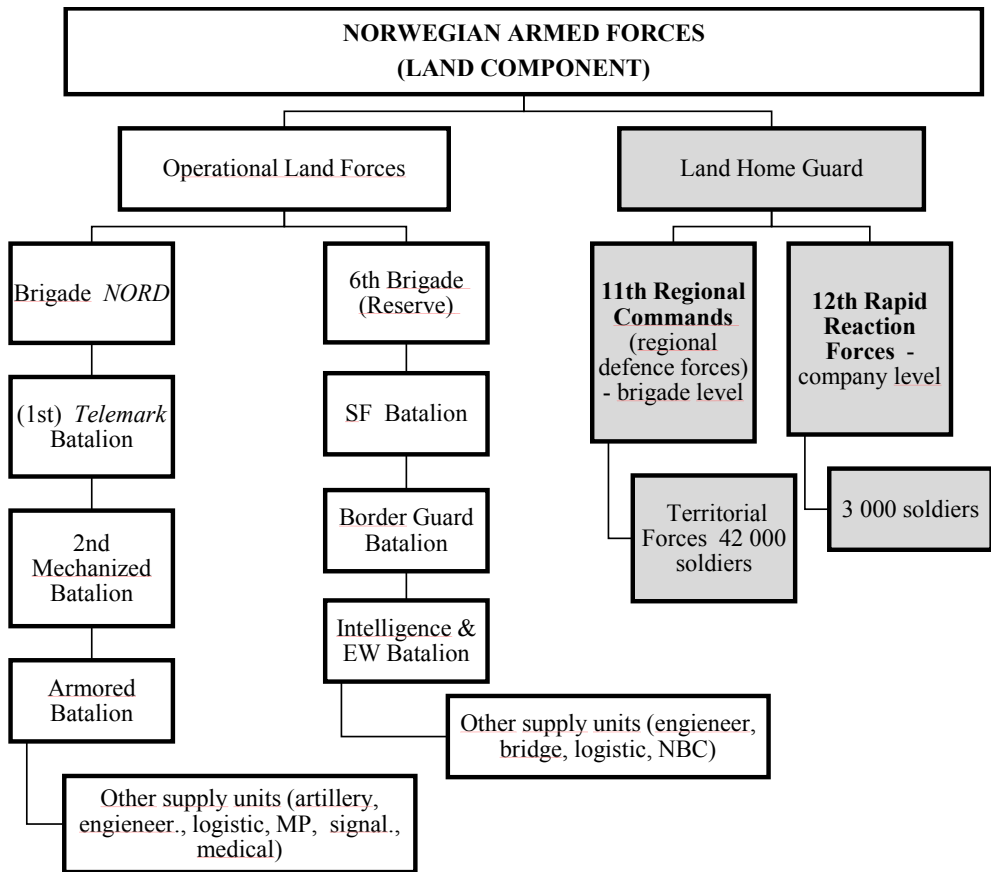 NORWEGIAN ARMED FORCES
(LAND COMPONENT)
Operational Land Forces
Land Home Guard
Brigade NORD
6th Brigade
(Reserve)
11th Regional
Commands
(regional
defence forces)
- brigade level
12th Rapid
Reaction
Forces -
company level
(1st) Telemark
Batalion
SF Batalion
Territorial
Forces 42 000
soldiers
3 000 soldiers
2nd
Mechanized
Batalion
Border Guard
Batalion
Intelligence &
EW Batalion
Armored
Batalion
Other supply units (engieneer,
bridge, logistic, NBC)
Other supply units (artillery,
engieneer., logistic, MP, signal.,
medical)